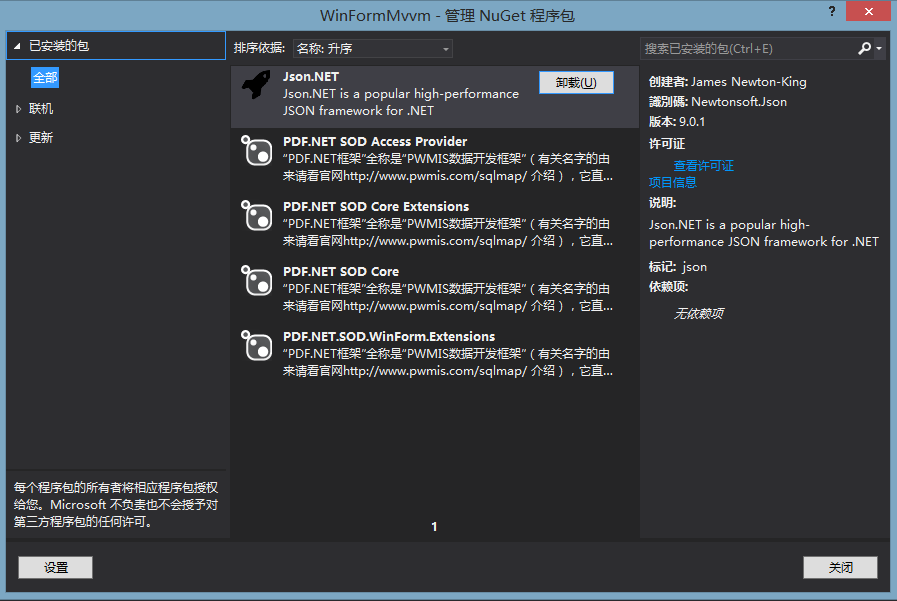 WinFormMvvm - 管理 NuGet 程序包
?
已安装的包
全部
联机
更新
每个程序包的所有者将相应程序包授权
给您。Microsoft 不负责也不会授予对
第三方程序包的任何许可。
设置
排序依据: 名称: 升序
Json.NET
卸载(U)
Json.NET is a popular high-performance
JSON framework for .NET
PDF.NET SOD Access Provider
“PDF.NET框架”全称是“PWMIS数据开发框架”（有关名字的由
来请看官网http://www.pwmis.com/sqlmap/ 介绍），它直...
PDF.NET SOD Core Extensions
“PDF.NET框架”全称是“PWMIS数据开发框架”（有关名字的由
来请看官网http://www.pwmis.com/sqlmap/ 介绍），它直...
PDF.NET SOD Core
“PDF.NET框架”全称是“PWMIS数据开发框架”（有关名字的由
来请看官网http://www.pwmis.com/sqlmap/ 介绍），它直...
PDF.NET.SOD.WinForm.Extensions
“PDF.NET框架”全称是“PWMIS数据开发框架”（有关名字的由
来请看官网http://www.pwmis.com/sqlmap/ 介绍），它直...
1
搜索已安装的包(Ctrl+E)
创建者: James Newton-King
識別碼: Newtonsoft.Json
版本: 9.0.1
许可证
查看许可证
项目信息
说明:
Json.NET is a popular high-
performance JSON framework for .NET
标记: json
依赖项:
无依赖项
关闭